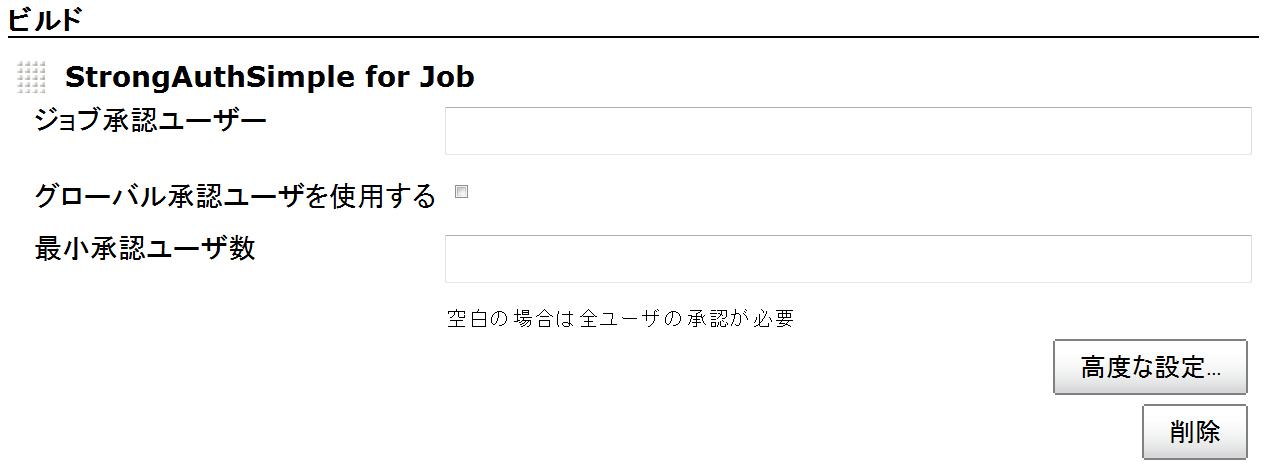 ビルド
StrongAuthSimple for Job
ジョブ承認ユーザー
グローバル承認ユーザを使用する
最小承認ユーザ数
空白の場合は全ユーザの承認が必要
高度な設定...
削除